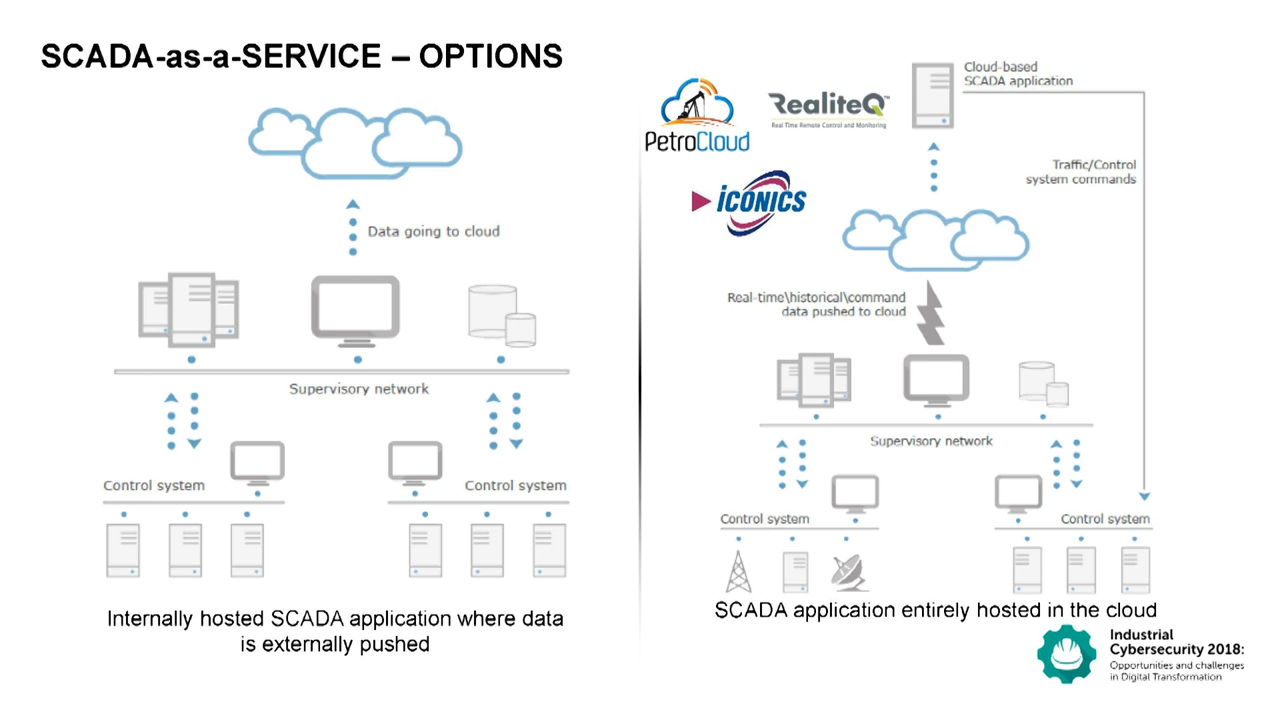 SCADA-as-a-SERVICE – OPTIONS
Data going to cloud
Supervisory network
Control system
Control system
Internally hosted SCADA application where data
is externally pushed
PetroCloud
RealiteQ™
Real Time Remote Control and Monitoring
ICONICS
Cloud-based
SCADA application
Traffic/Control
system commands
Real-time\historical\command
data pushed to cloud
Supervisory network
Control system
Control system
SCADA application entirely hosted in the cloud
Industrial
Cybersecurity 2018:
Opportunities and challenges
in Digital Transformation